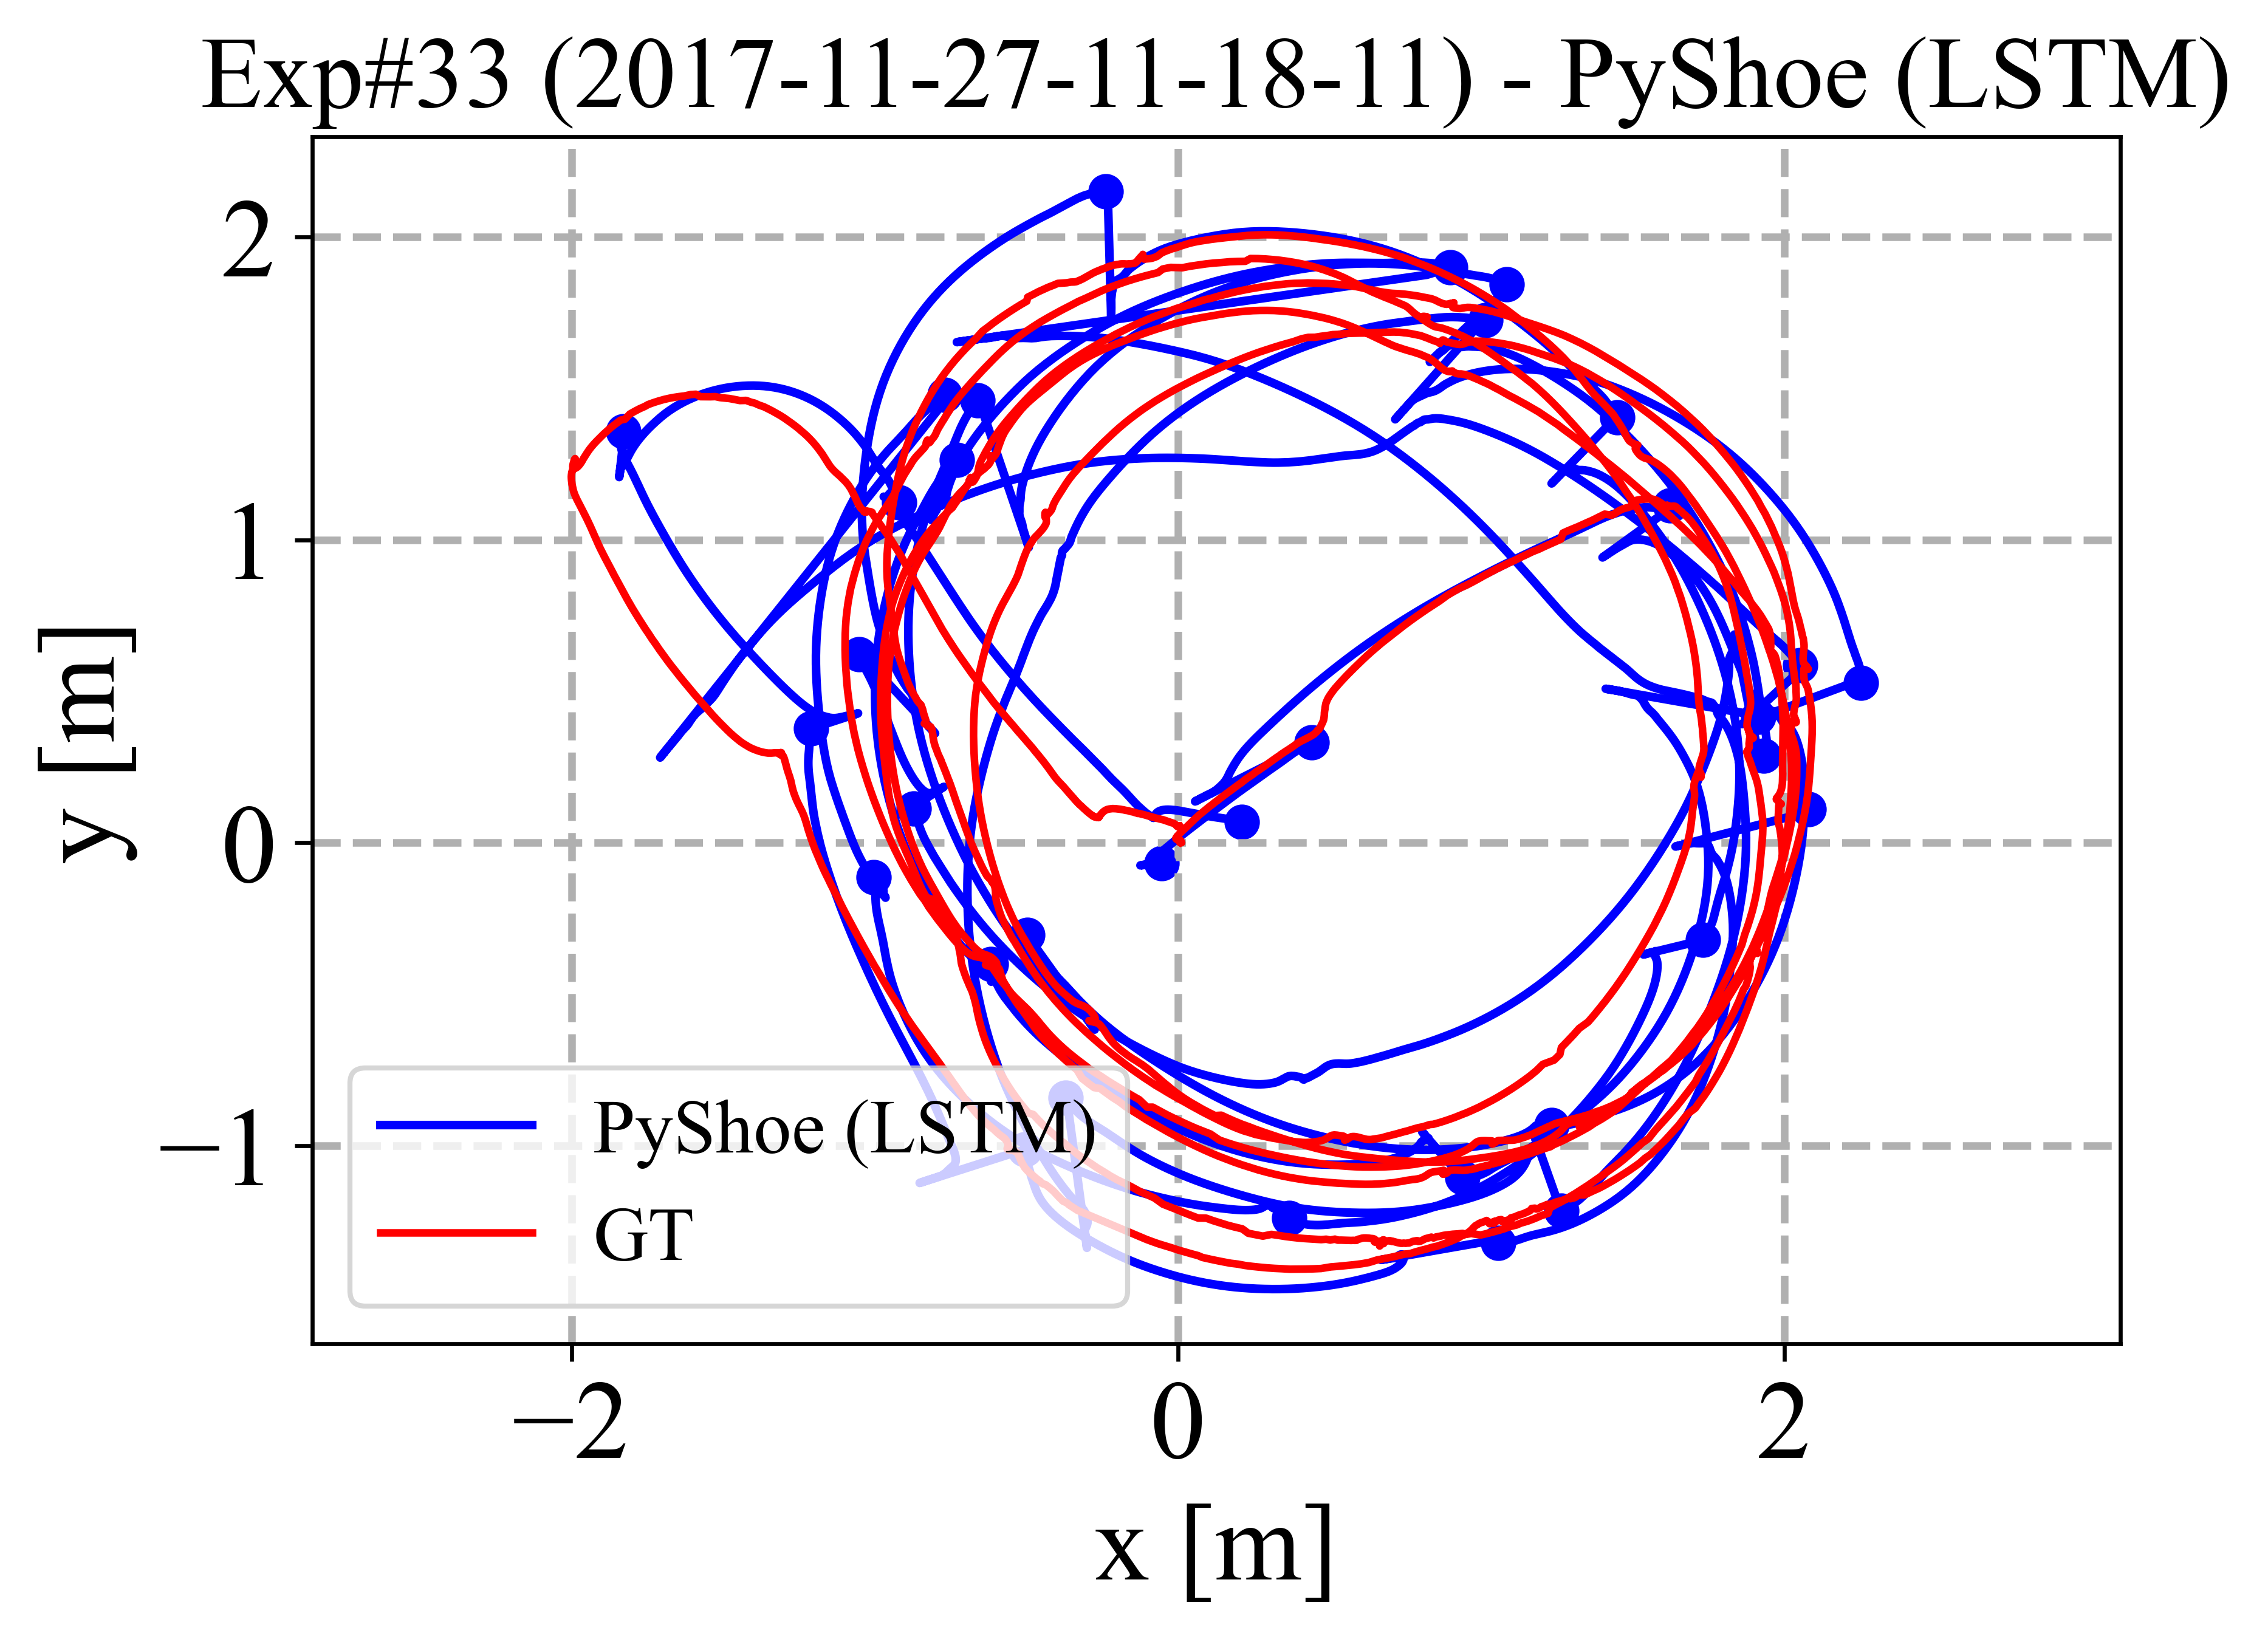 Exp#33 (2017-11-27-11-18-11) - PyShoe (LSTM)
y [m]
2
1
0
−1
PyShoe (LSTM)
GT
−2
0
2
x [m]